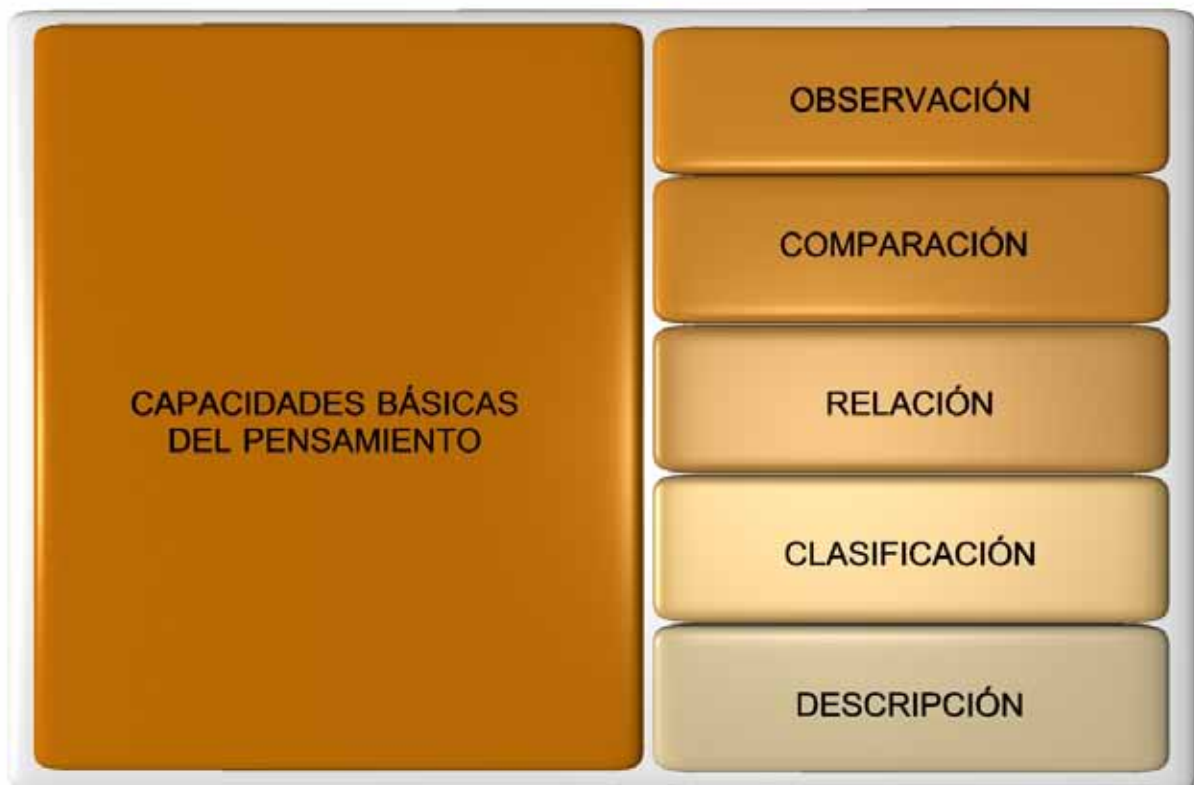 CAPACIDADES BÁSICAS
DEL PENSAMIENTO
OBSERVACIÓN
COMPARACIÓN
RELACIÓN
CLASIFICACIÓN
DESCRIPCIÓN